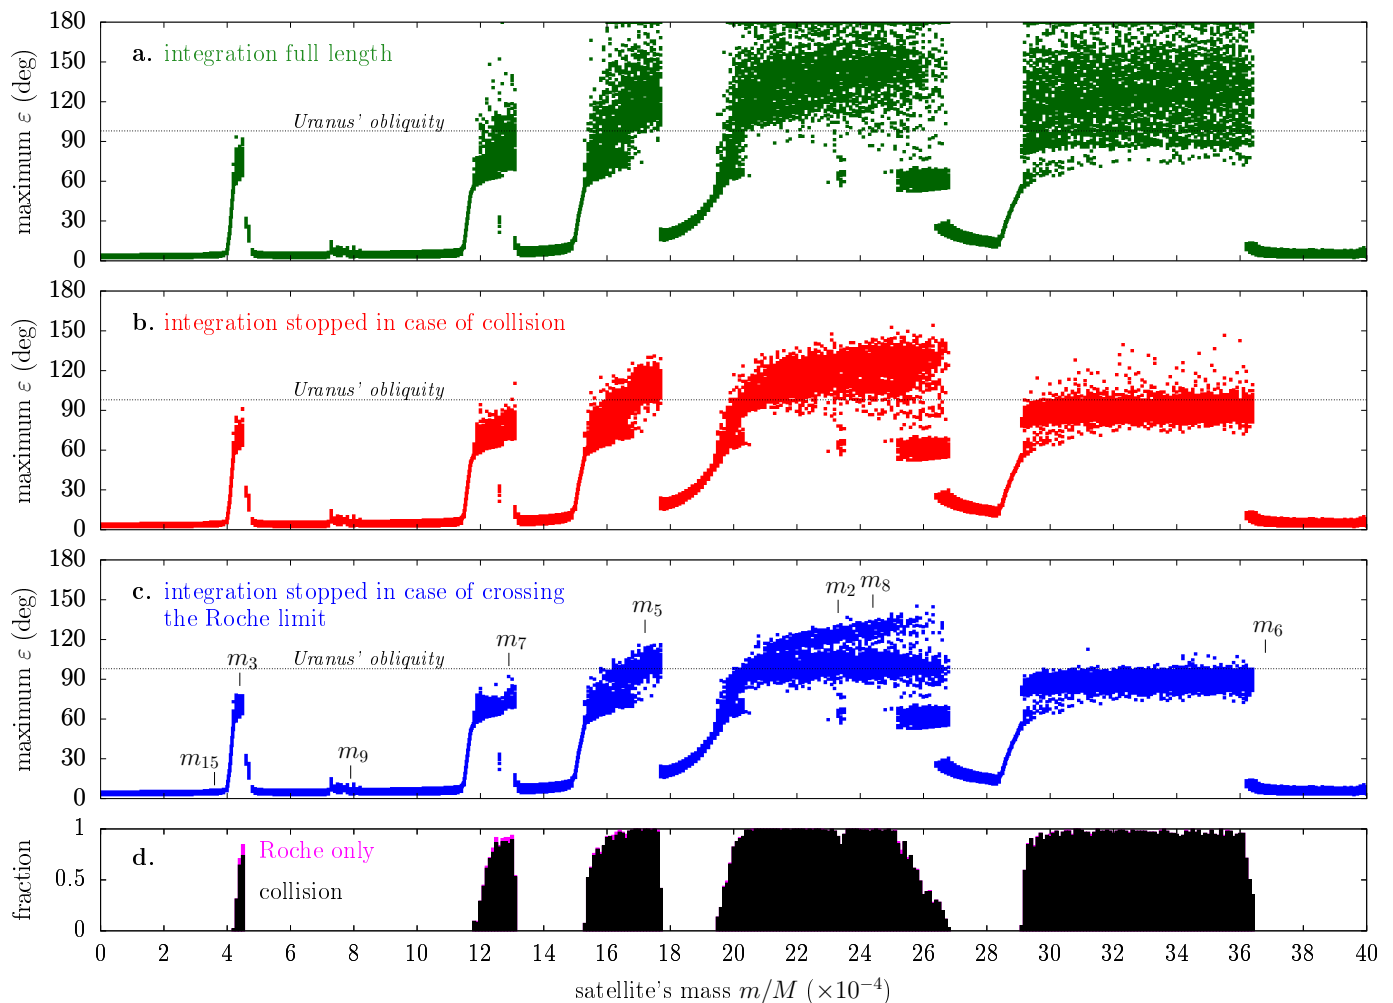 180
150
120
90
60
30
0
maximum ε (deg)
a. integration full length
Uranus' obliquity
180
150
120
90
60
30
0
maximum ε (deg)
b. integration stopped in case of collision
Uranus' obliquity
180
150
120
90
60
30
0
maximum ε (deg)
c. integration stopped in case of crossing
the Roche limit
Uranus' obliquity
m15
m3
m9
m7
m5
m2
m8
m6
1
0.5
0
fraction
d.
Roche only
collision
0 2 4 6 8 10 12 14 16 18 20 22 24 26 28 30 32 34 36 38 40
satellite's mass m/M (×10⁻⁴)